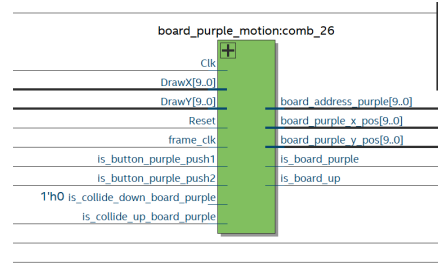 board_purple_motion:comb_26
Clk
DrawX[9..0]
DrawY[9..0]
Reset
frame_clk
is_button_purple_push1
is_button_purple_push2
1'h0 is_collide_down_board_purple
is_collide_up_board_purple
board_address_purple[9..0]
board_purple_x_pos[9..0]
board_purple_y_pos[9..0]
is_board_purple
is_board_up